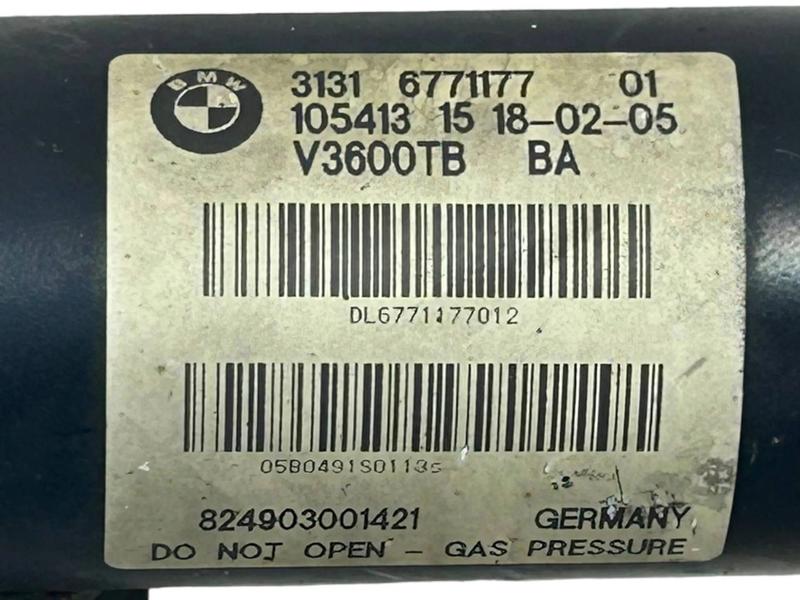 BMW
3131 6771177 01
105413 15 18-02-05
V3600TB BA
DL6771177012
824903001421 GERMANY
DO NOT OPEN - GAS PRESSURE